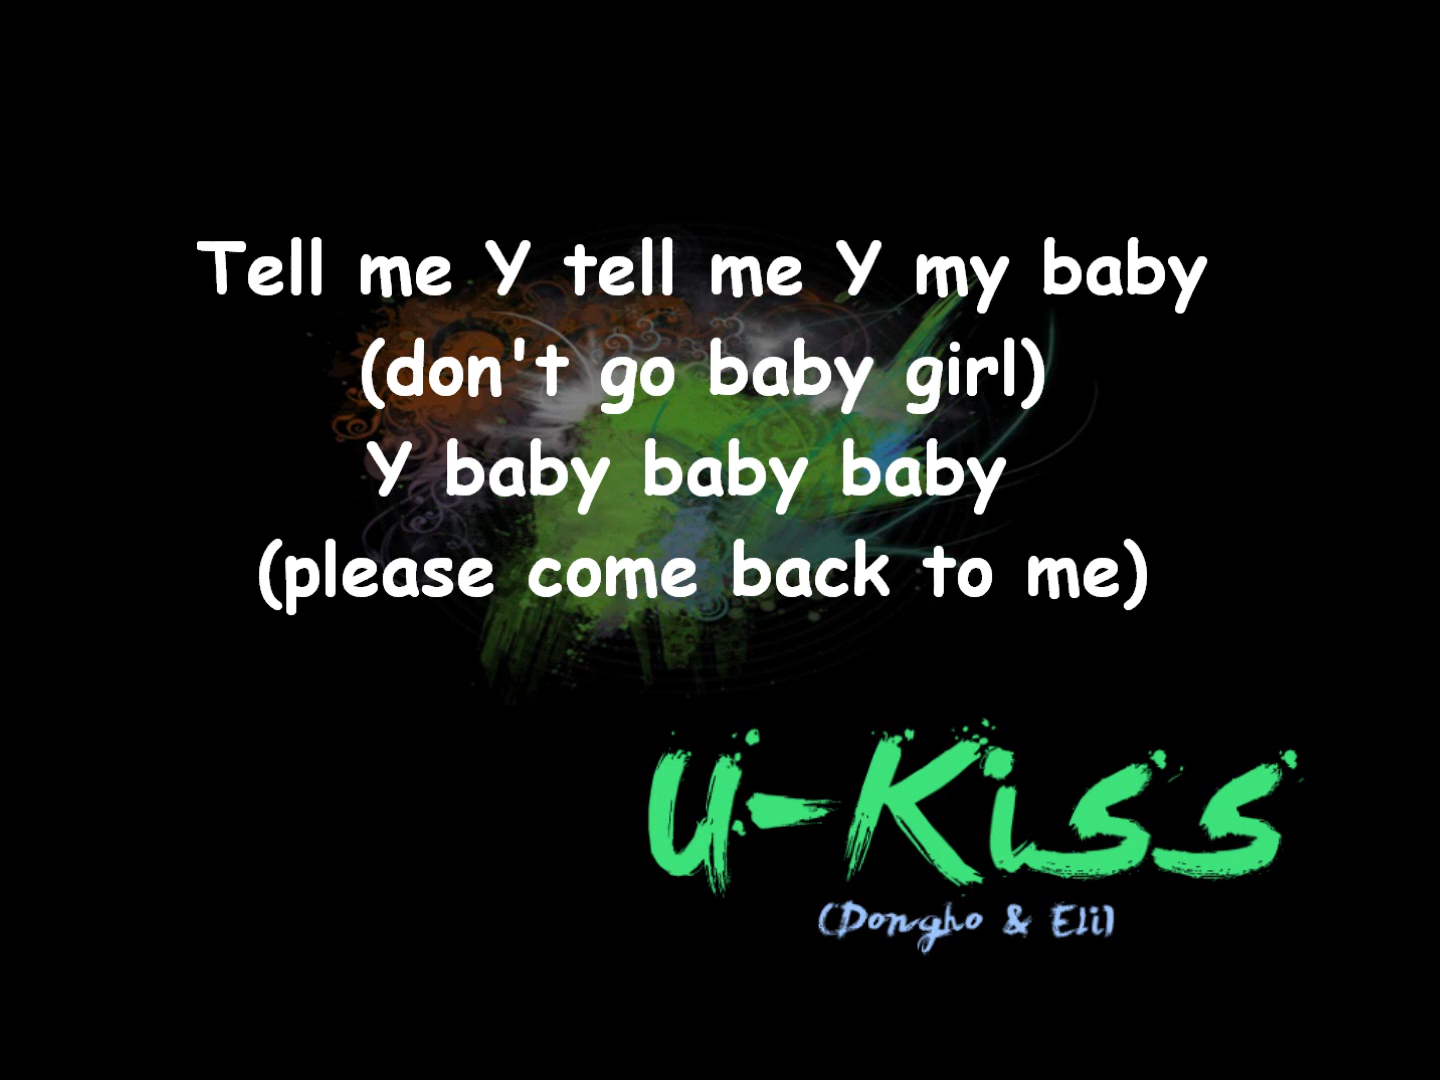 Tell me Y tell me Y my baby
(don't go baby girl)
Y baby baby baby
(please come back to me)
U-Kiss
(Dongho & Eli)